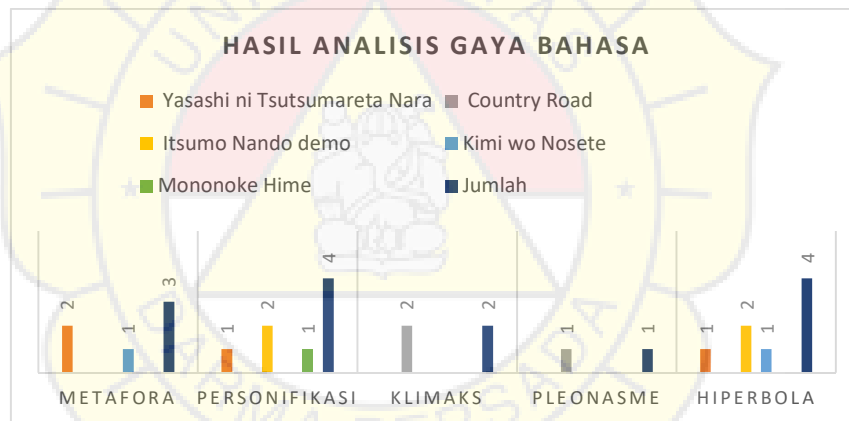 HASIL ANALISIS GAYA BAHASA
Yasashi ni Tsutsumareta Nara Country Road
Itsumo Nando demo Kimi wo Nosete
Mononoke Hime Jumlah
2 1 3 1 2 1 4 2 2 1 1 1 2 1 4
METAFORA PERSONIFIKASI KLIMAKS PLEONASME HIPERBOLA
DARMA PERSADA